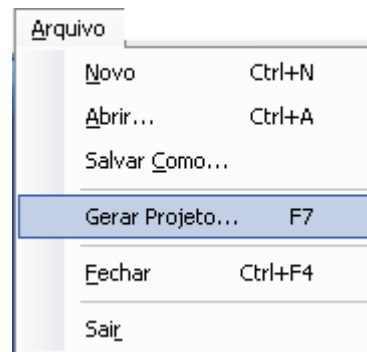 Arquivo
Novo Ctrl+N
Abrir... Ctrl+A
Salvar Como...
Gerar Projeto... F7
Fechar Ctrl+F4
Sair